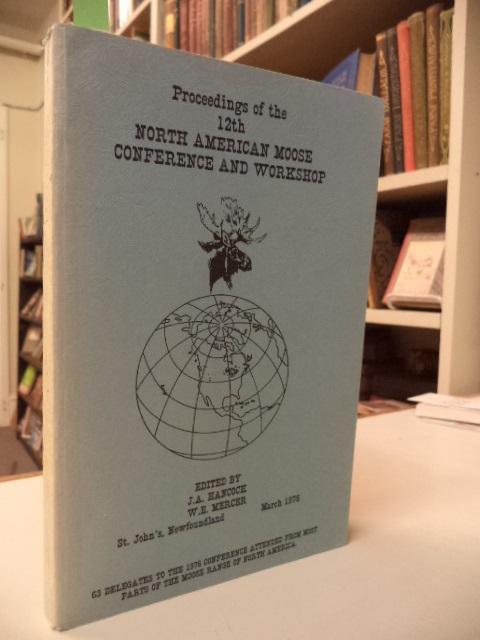 Proceedings of the
12th
NORTH AMERICAN MOOSE
CONFERENCE AND WORKSHOP
EDITED BY
J.A. HANCOCK
W.E. MERCER
St. John's, Newfoundland March 1976
63 DELEGATES TO THE 1976 CONFERENCE ATTENDED FROM MOST
PARTS OF THE MOOSE RANGE OF NORTH AMERICA.